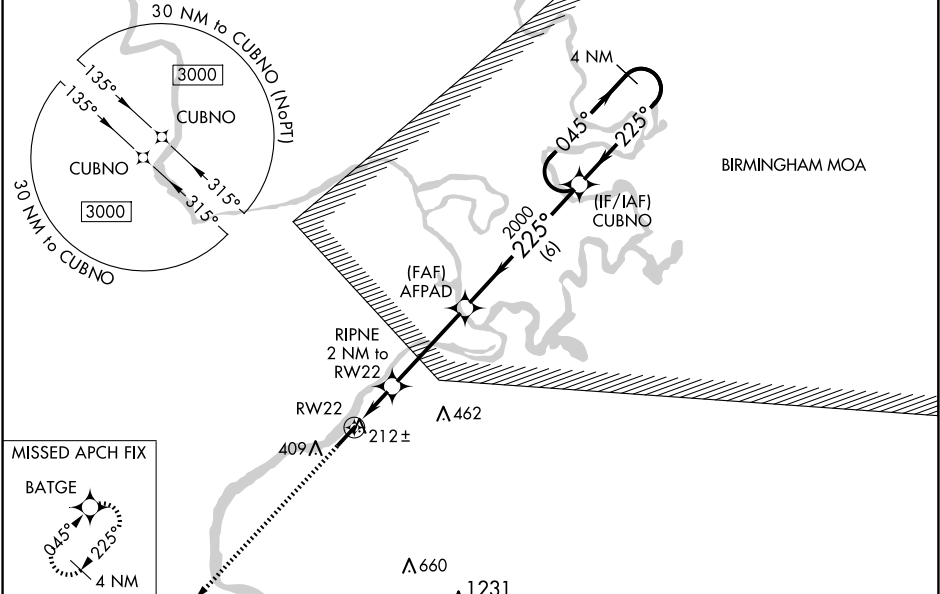 30 NM to CUBNO (NoPT)
135°
3000
135°
CUBNO
CUBNO
315°
315°
3000
30 NM to CUBNO
4 NM
045°
225°
BIRMINGHAM MOA
(IF/IAF)
CUBNO
2000
225°
(6)
(FAF)
AFPAD
RIPNE
2 NM to
RW22
RW22
462
212±
409
MISSED APCH FIX
BATGE
045°
225°
4 NM
660
1231